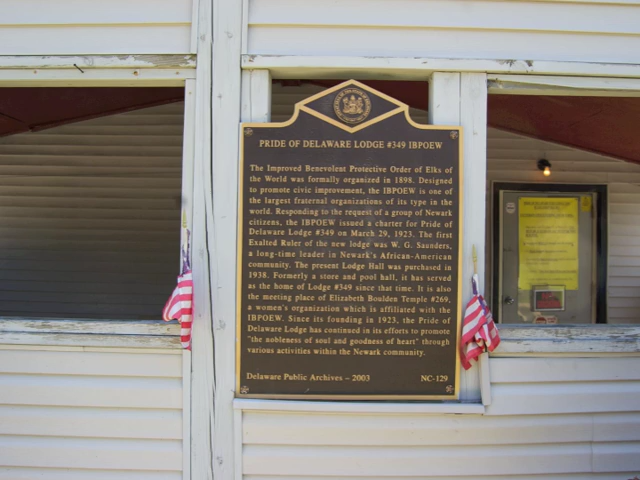 PRIDE OF DELAWARE LODGE #349 IBPOEW
The Improved Benevolent Protective Order of Elks of
the World was formally organized in 1898. Designed
to promote civic improvement, the IBPOEW is one of
the largest fraternal organizations of its type in the
world. Responding to the request of a group of Newark
citizens, the IBPOEW issued a charter for Pride of
Delaware Lodge #349 on March 29, 1923. The first
Exalted Ruler of the new lodge was W. G. Saunders,
a long-time leader in Newark's African-American
community. The present Lodge Hall was purchased in
1938. Formerly a store and pool hall, it has served
as the home of Lodge #349 since that time. It is also
the meeting place of Elizabeth Boulden Temple #269,
a women's organization which is affiliated with the
IBPOEW. Since its founding in 1923, the Pride of
Delaware Lodge has continued in its efforts to promote
"the nobleness of soul and goodness of heart" through
various activities within the Newark community.
Delaware Public Archives – 2003 NC-129